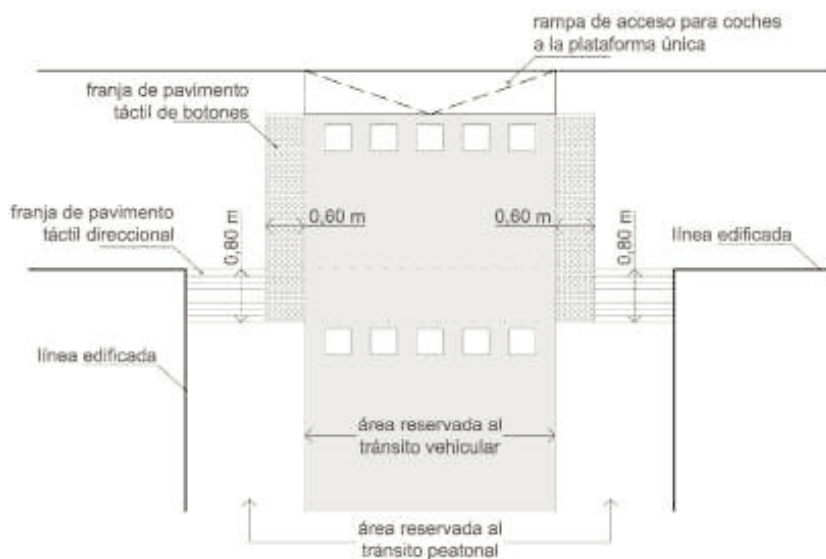 rampa de acceso para coches
a la plataforma única
franja de pavimento
táctil de botones
franja de pavimento
táctil direccional
0,80 m
0,60 m
0,60 m
0,80 m
línea edificada
línea edificada
área reservada al
tránsito vehicular
área reservada al
tránsito peatonal